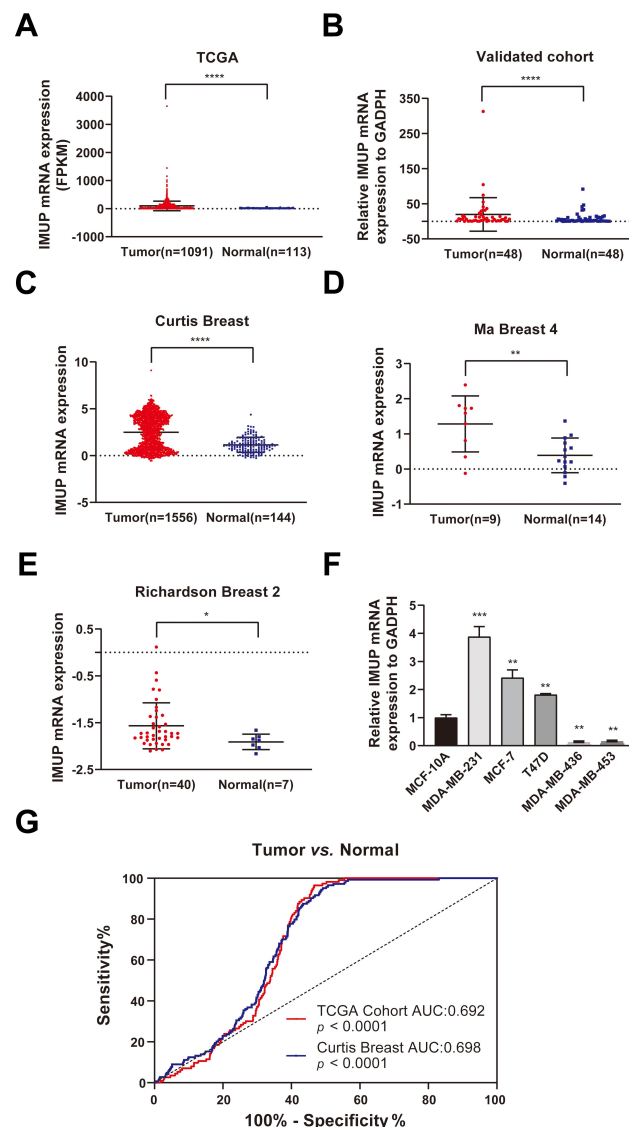 A
TCGA
IMUP mRNA expression
(FPKM)
****
4000
3000
2000
1000
0
-1000
Tumor(n=1091)
Normal(n=113)
B
Validated cohort
Relative IMUP mRNA
expression to GADPH
****
350
250
150
50
-50
Tumor(n=48)
Normal(n=48)
C
Curtis Breast
IMUP mRNA expression
****
10
5
0
-5
Tumor(n=1556)
Normal(n=144)
D
Ma Breast 4
IMUP mRNA expression
**
3
2
1
0
-1
Tumor(n=9)
Normal(n=14)
E
Richardson Breast 2
IMUP mRNA expression
*
0.5
-0.5
-1.5
-2.5
Tumor(n=40)
Normal(n=7)
F
Relative IMUP mRNA
expression to GADPH
5
4
3
2
1
0
***
**
**
**
**
MCF-10A
MDA-MB-231
MCF-7
T47D
MDA-MB-436
MDA-MB-453
G
Tumor vs. Normal
Sensitivity%
100
80
60
40
20
0
TCGA Cohort AUC:0.692
p < 0.0001
Curtis Breast AUC:0.698
p < 0.0001
0
20
40
60
80
100
100% - Specificity%